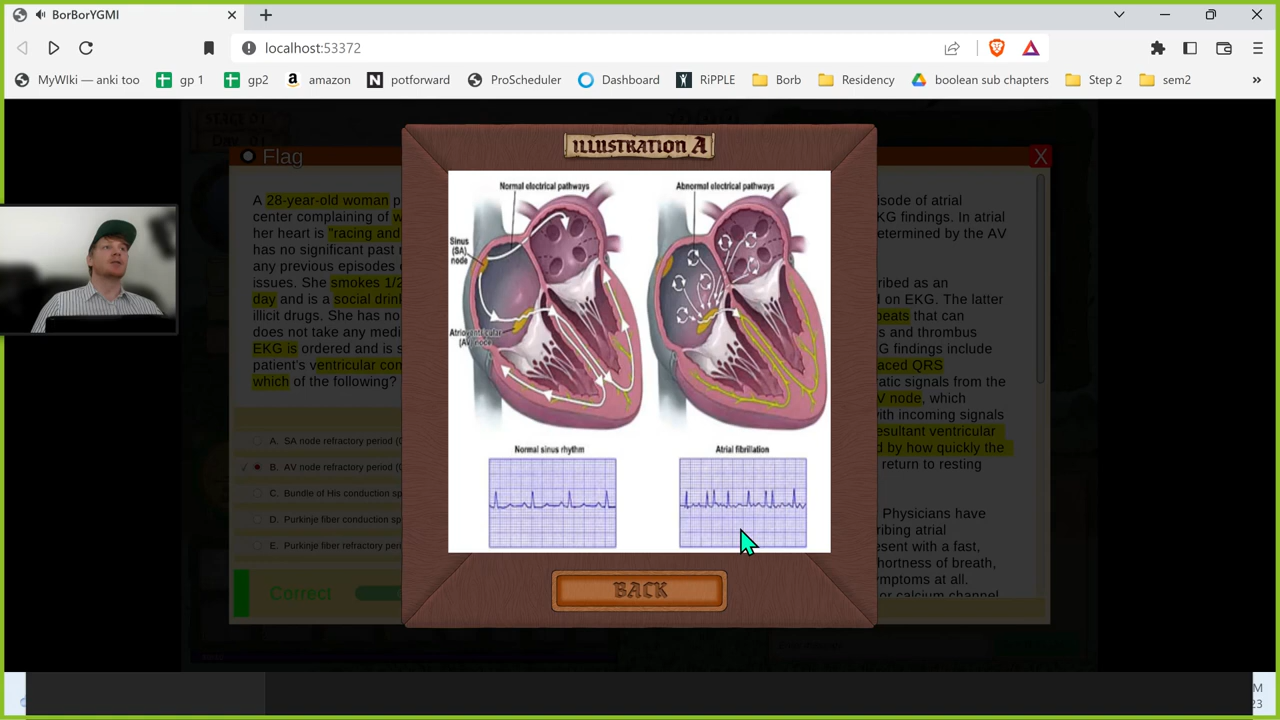 BorBorYGMI
localhost:53372
MyWIki — anki too
gp 1
gp2
amazon
potforward
ProScheduler
Dashboard
RiPPLE
Borb
Residency
boolean sub chapters
Step 2
sem2
»
ILLUSTRATION A
Flag
X
A 28-year-old woman p
center complaining of w
her heart is "racing and
has no significant past
any previous episodes
issues. She smokes 1/2
day and is a social drin
illicit drugs. She has no
does not take any medi
EKG is ordered and is s
patient's ventricular con
which of the following?
A. SA node refractory period (
B. AV node refractory period (
C. Bundle of His conduction sp
D. Purkinje fiber conduction sp
E. Purkinje fiber refractory peri
Correct
Normal electrical pathways
Sinus
(SA)
node
Atrioventricular
(AV) node
Normal sinus rhythm
Abnormal electrical pathways
Atrial fibrillation
BACK
isode of atrial
KG findings. In atrial
etermined by the AV
ribed as an
l on EKG. The latter
beats that can
s and thrombus
G findings include
aced QRS
atic signals from the
V node, which
with incoming signals
esultant ventricular
d by how quickly the
return to resting
Physicians have
ribing atrial
esent with a fast,
hortness of breath,
ymptoms at all.
or calcium channel
M
23